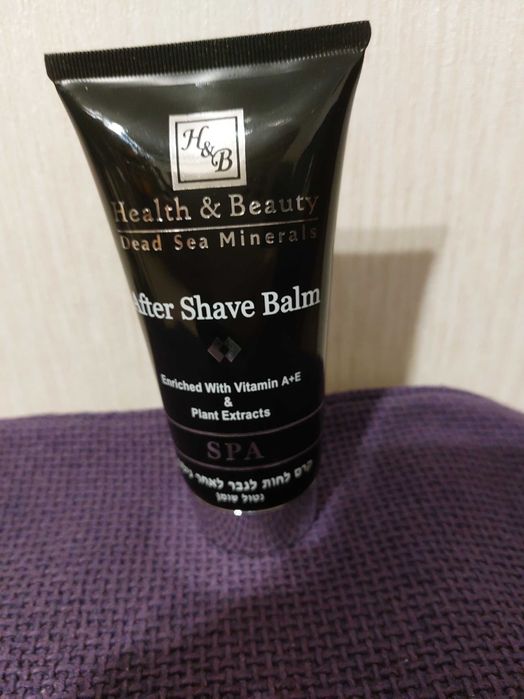 H&B
Health & Beauty
Dead Sea Minerals
After Shave Balm
Enriched With Vitamin A+E
&
Plant Extracts
SPA
קרם לחות לגבר לאחר
נטול שומן